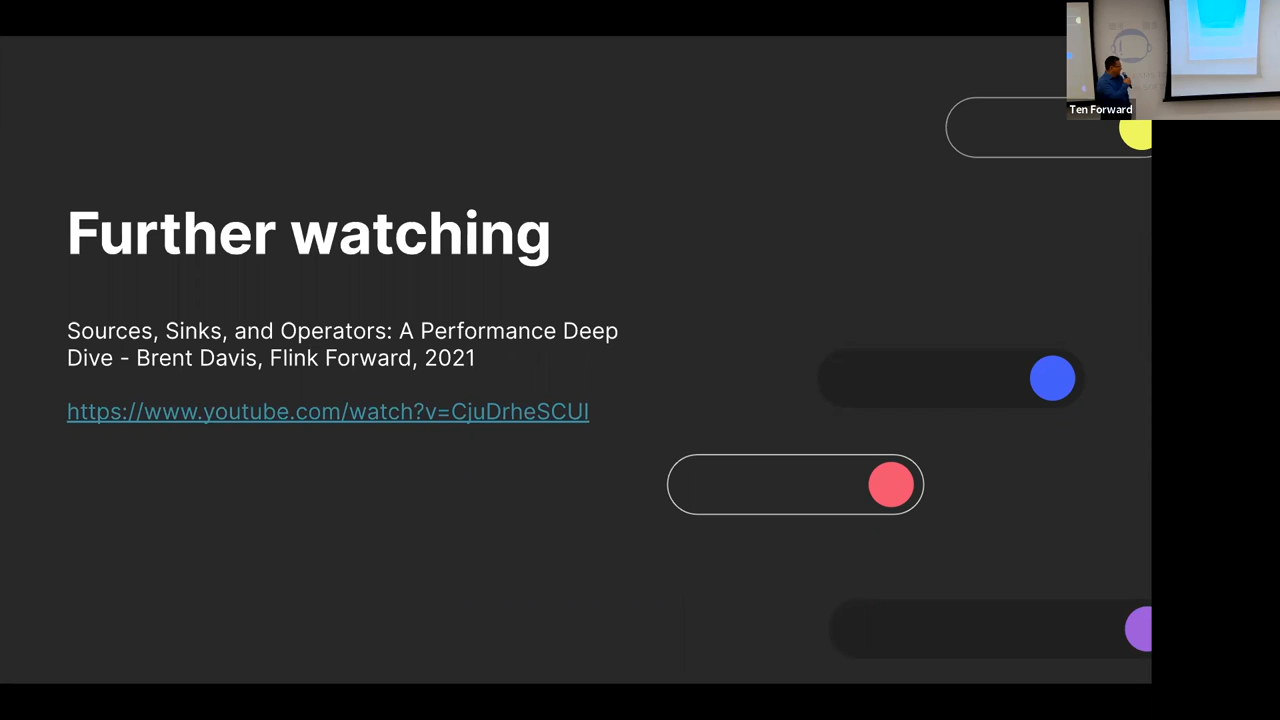 Ten Forward
Further watching
Sources, Sinks, and Operators: A Performance Deep
Dive - Brent Davis, Flink Forward, 2021
https://www.youtube.com/watch?v=CjuDrheSCUI